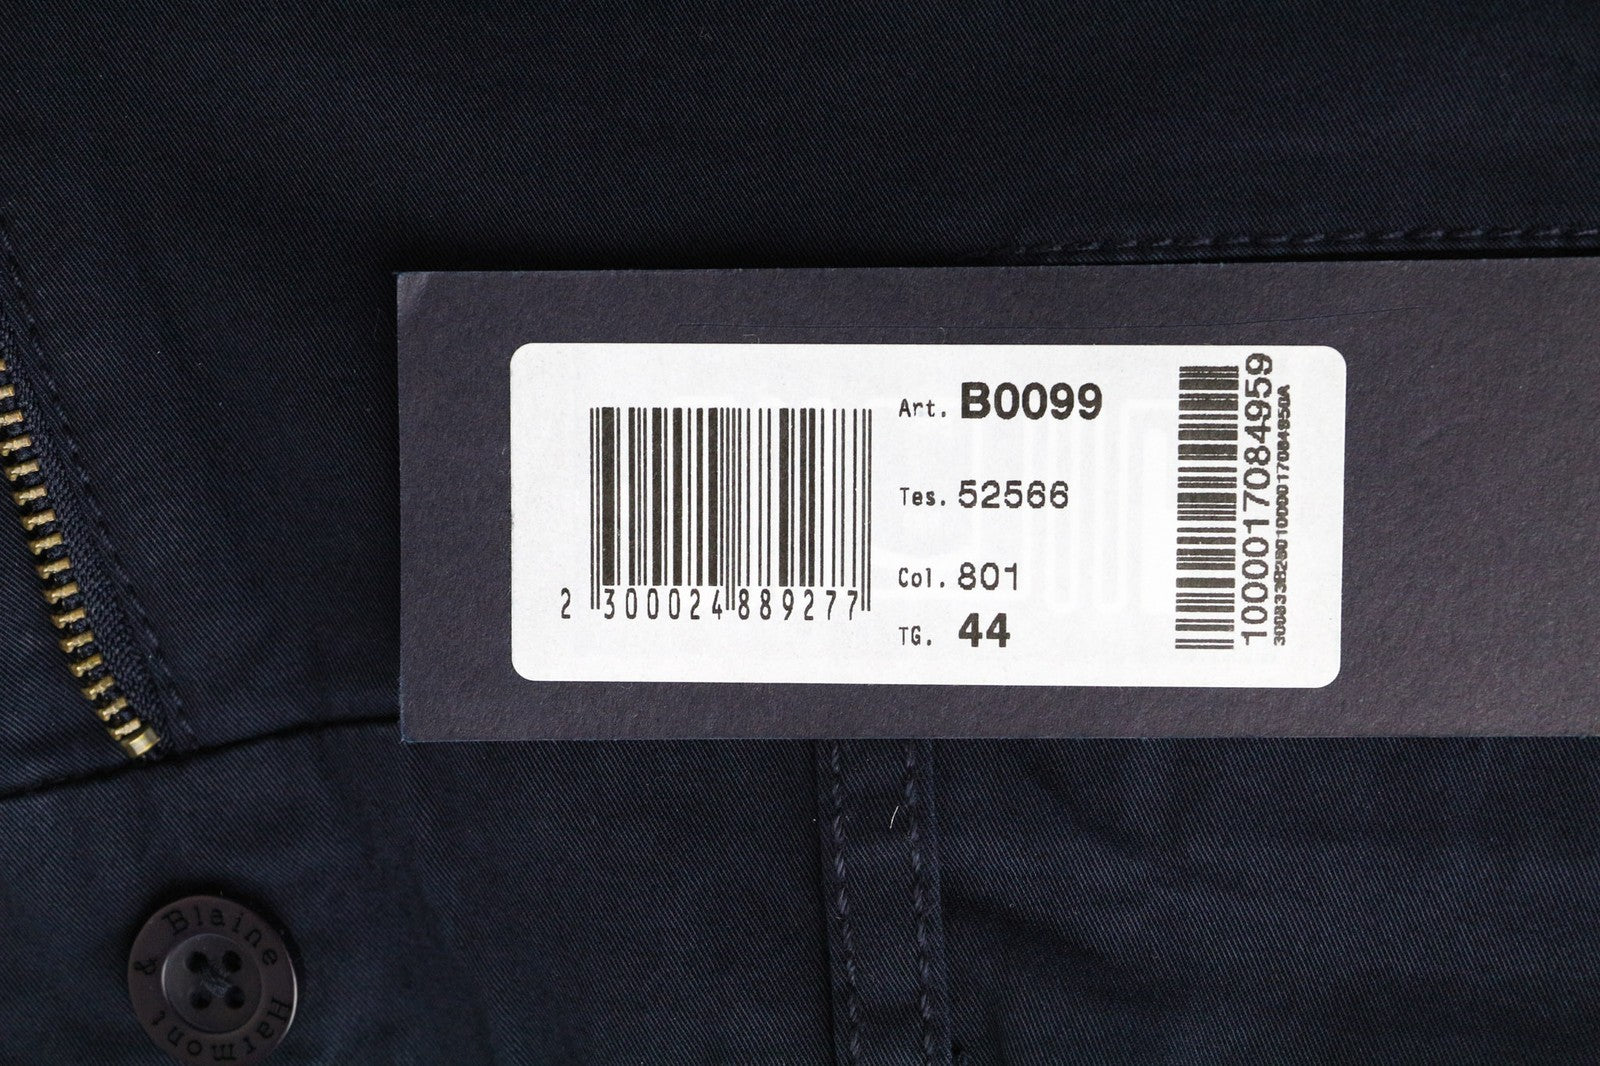 Art. B0099
Tes. 52566
Col. 801
TG. 44
2 300024 889277
1000017084959
Harmont & Blaine